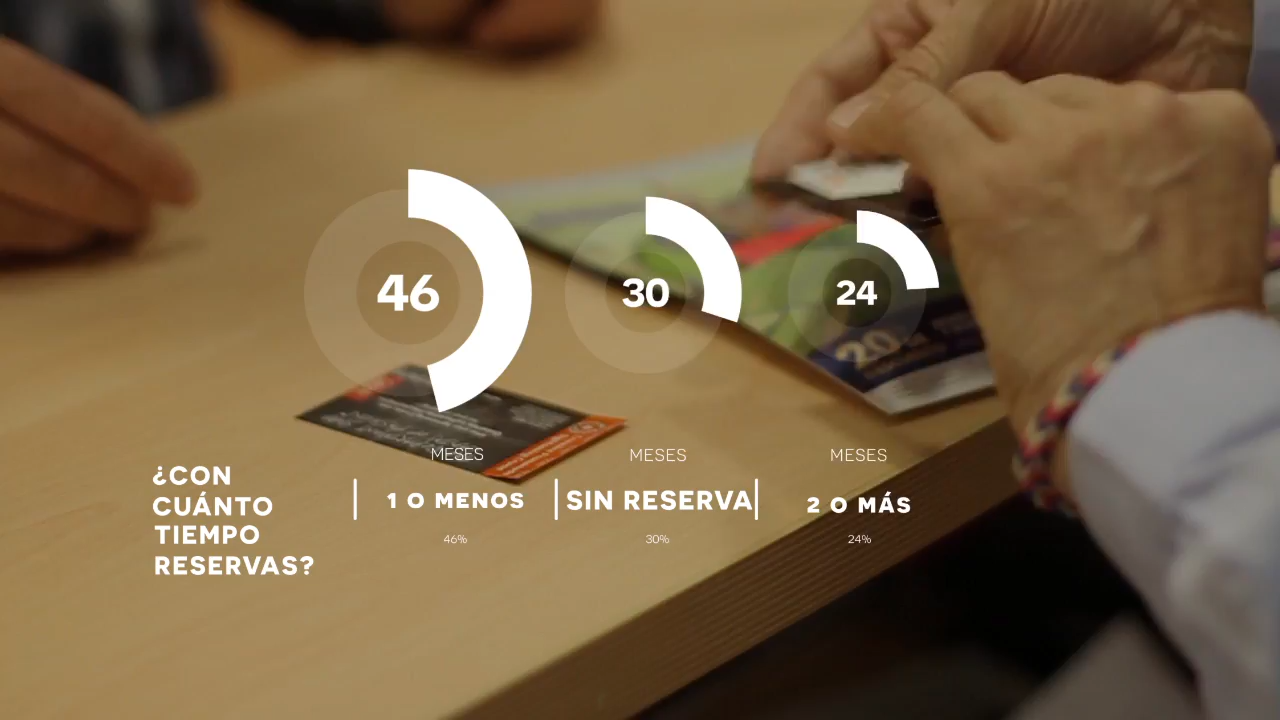 46
30
24
20
MESES
MESES
MESES
¿CON
CUÁNTO
TIEMPO
RESERVAS?
1 O MENOS
SIN RESERVA
2 O MÁS
46%
30%
24%